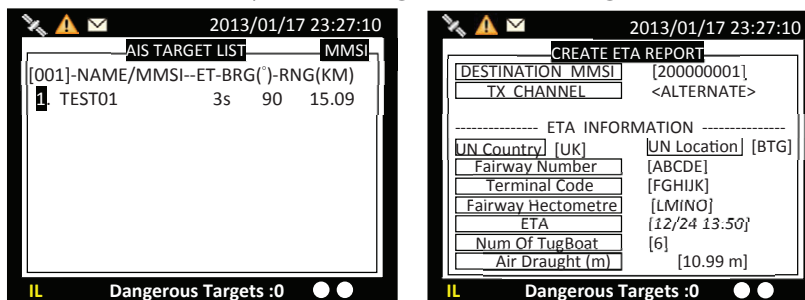 2013/01/17 23:27:10
AIS TARGET LIST MMSI
[001]-NAME/MMSI--ET-BRG(°)-RNG(KM)
1. TEST01 3s 90 15.09
IL Dangerous Targets :0
2013/01/17 23:27:10
CREATE ETA REPORT
DESTINATION MMSI [200000001]
TX CHANNEL <ALTERNATE>
--------------- ETA INFORMATION ---------------
UN Country [UK] UN Location [BTG]
Fairway Number [ABCDE]
Terminal Code [FGHIJK]
Fairway Hectometre [LMINO]
ETA [12/24 13:50]
Num Of TugBoat [6]
Air Draught (m) [10.99 m]
IL Dangerous Targets :0